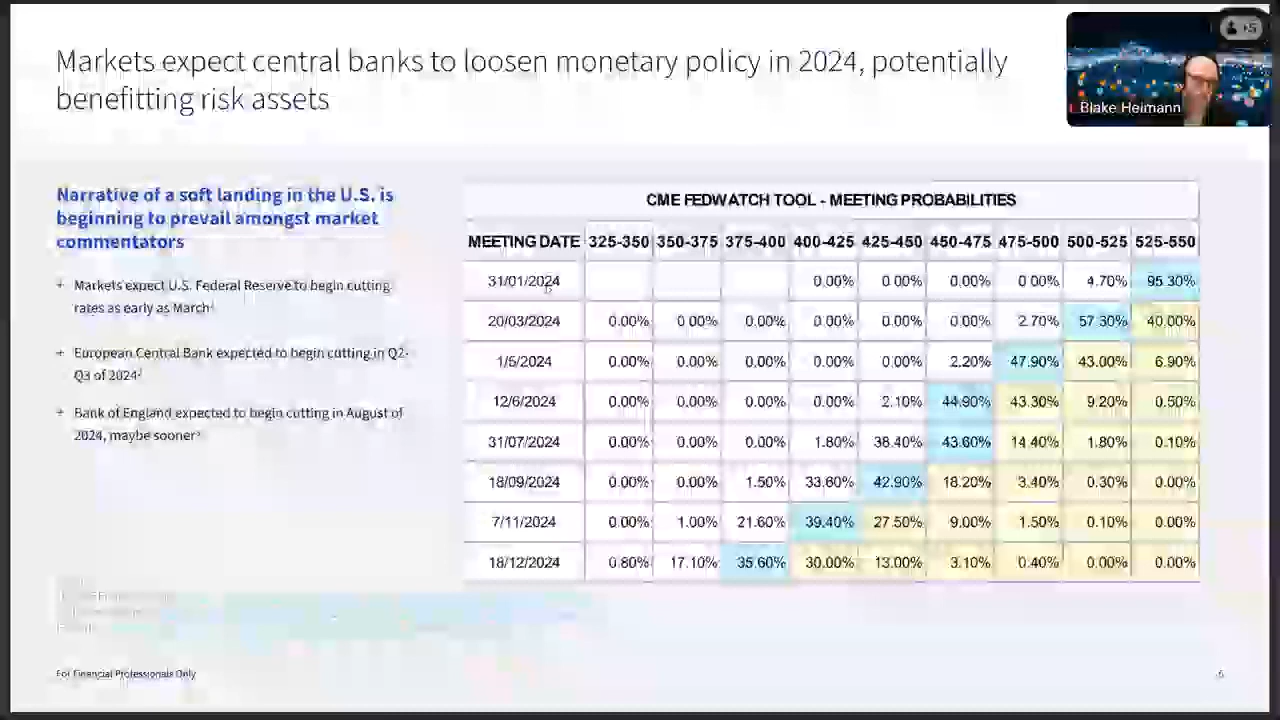 Markets expect central banks to loosen monetary policy in 2024, potentially
benefitting risk assets
+5
Blake Heimann
Narrative of a soft landing in the U.S. is
beginning to prevail amongst market
commentators
+ Markets expect U.S. Federal Reserve to begin cutting
rates as early as March¹
+ European Central Bank expected to begin cutting in Q2-
Q3 of 2024²
+ Bank of England expected to begin cutting in August of
2024, maybe sooner³
CME FEDWATCH TOOL - MEETING PROBABILITIES
MEETING DATE 325-350 350-375 375-400 400-425 425-450 450-475 475-500 500-525 525-550
31/01/2024 0.00% 0.00% 0.00% 0.00% 4.70% 95.30%
20/03/2024 0.00% 0.00% 0.00% 0.00% 0.00% 0.00% 2.70% 57.30% 40.00%
1/5/2024 0.00% 0.00% 0.00% 0.00% 0.00% 2.20% 47.90% 43.00% 6.90%
12/6/2024 0.00% 0.00% 0.00% 0.00% 2.10% 44.90% 43.30% 9.20% 0.50%
31/07/2024 0.00% 0.00% 0.00% 1.80% 38.40% 43.60% 14.40% 1.80% 0.10%
18/09/2024 0.00% 0.00% 1.50% 33.60% 42.90% 18.20% 3.40% 0.30% 0.00%
7/11/2024 0.00% 1.00% 21.60% 39.40% 27.50% 9.00% 1.50% 0.10% 0.00%
18/12/2024 0.80% 17.10% 35.60% 30.00% 13.00% 3.10% 0.40% 0.00% 0.00%
For Financial Professionals Only